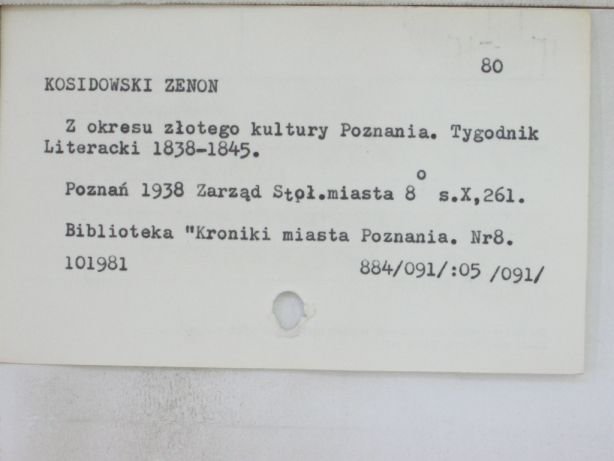 80
KOSIDOWSKI ZENON
Z okresu złotego kultury Poznania. Tygodnik
Literacki 1838-1845.
Poznań 1938 Zarząd Stoł.miasta 8° s.X,261.
Biblioteka "Kroniki miasta Poznania. Nr8.
101981 884/091/:05 /091/